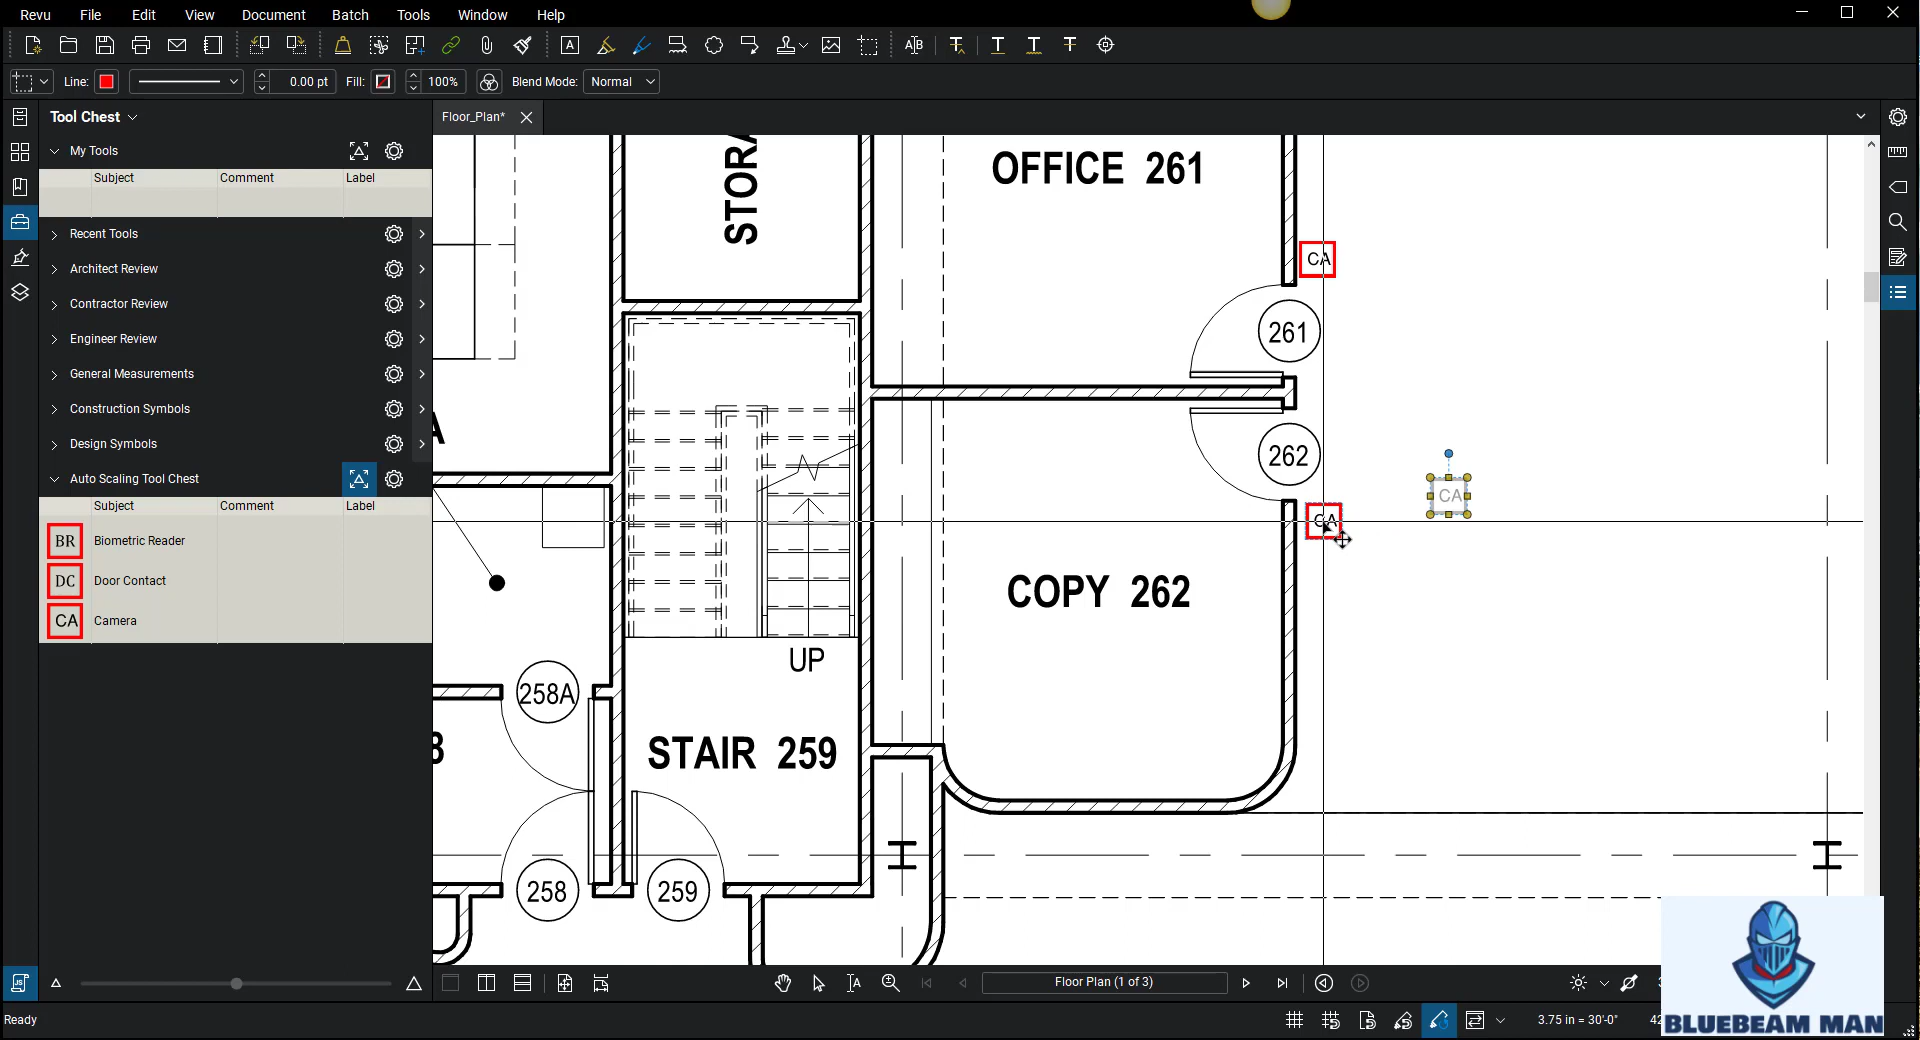 Revu File Edit View Document Batch Tools Window Help
Line: 0.00 pt Fill: 100% Blend Mode: Normal
Tool Chest
Floor_Plan*
My Tools
Subject Comment Label
Recent Tools
Architect Review
Contractor Review
Engineer Review
General Measurements
Construction Symbols
Design Symbols
Auto Scaling Tool Chest
Subject Comment Label
BR Biometric Reader
DC Door Contact
CA Camera
STORA
OFFICE 261
CA
261
262
CA
CA
COPY 262
UP
258A
STAIR 259
258
259
Floor Plan (1 of 3)
Ready
3.75 in = 30'-0"
BLUEBEAM MAN